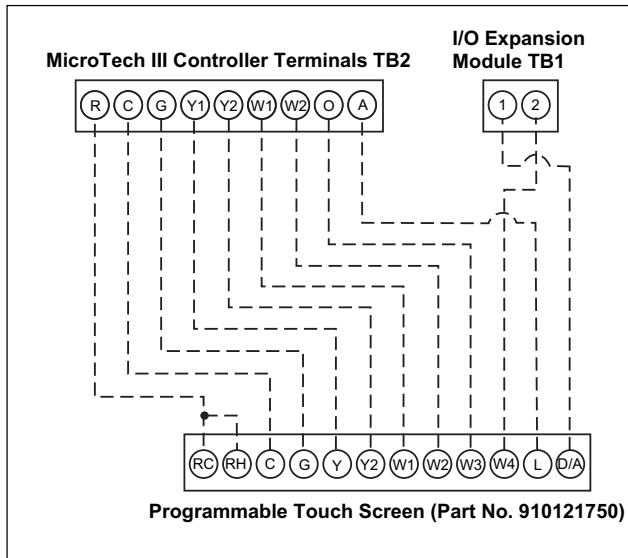 MicroTech III Controller Terminals TB2
I/O Expansion
Module TB1
R C G Y1 Y2 W1 W2 O A
1 2
RC RH C G Y Y2 W1 W2 W3 W4 L D/A
Programmable Touch Screen (Part No. 910121750)